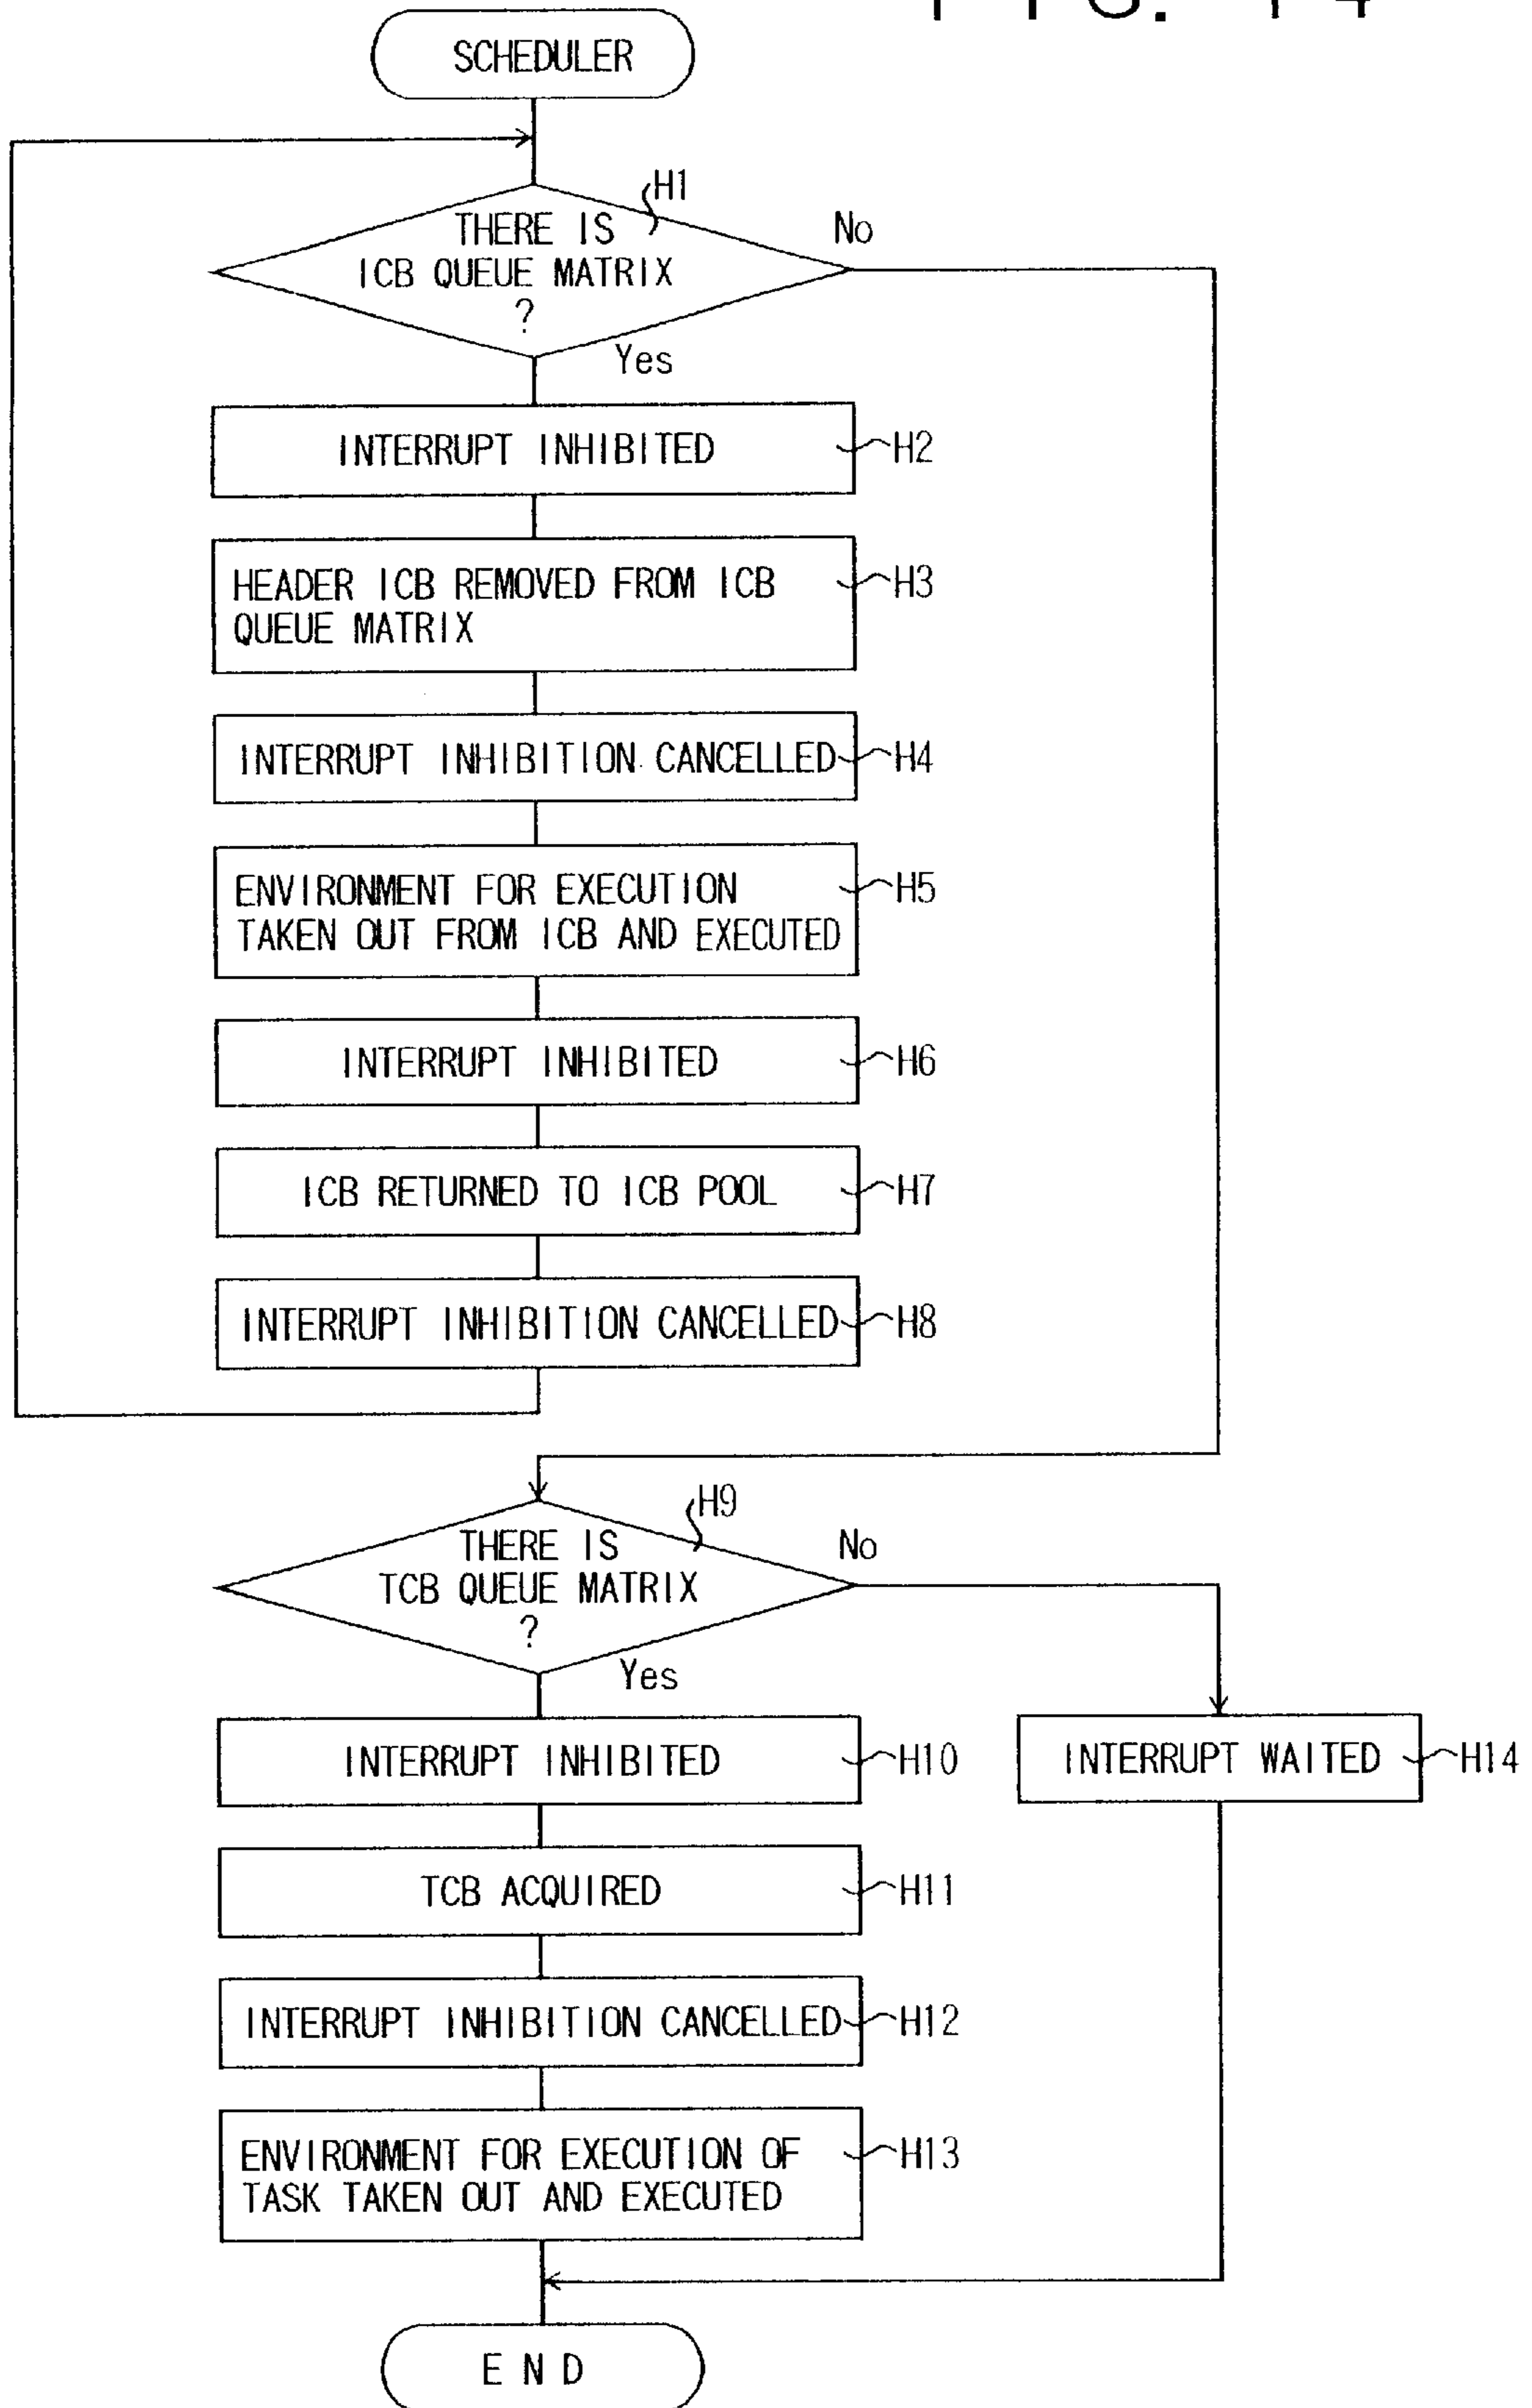 FIG. 14
SCHEDULER
H1
THERE IS
ICB QUEUE MATRIX
?
No
Yes
INTERRUPT INHIBITED
H2
HEADER ICB REMOVED FROM ICB
QUEUE MATRIX
H3
INTERRUPT INHIBITION CANCELLED
H4
ENVIRONMENT FOR EXECUTION
TAKEN OUT FROM ICB AND EXECUTED
H5
INTERRUPT INHIBITED
H6
ICB RETURNED TO ICB POOL
H7
INTERRUPT INHIBITION CANCELLED
H8
H9
THERE IS
TCB QUEUE MATRIX
?
No
Yes
INTERRUPT INHIBITED
H10
INTERRUPT WAITED
H14
TCB ACQUIRED
H11
INTERRUPT INHIBITION CANCELLED
H12
ENVIRONMENT FOR EXECUTION OF
TASK TAKEN OUT AND EXECUTED
H13
END